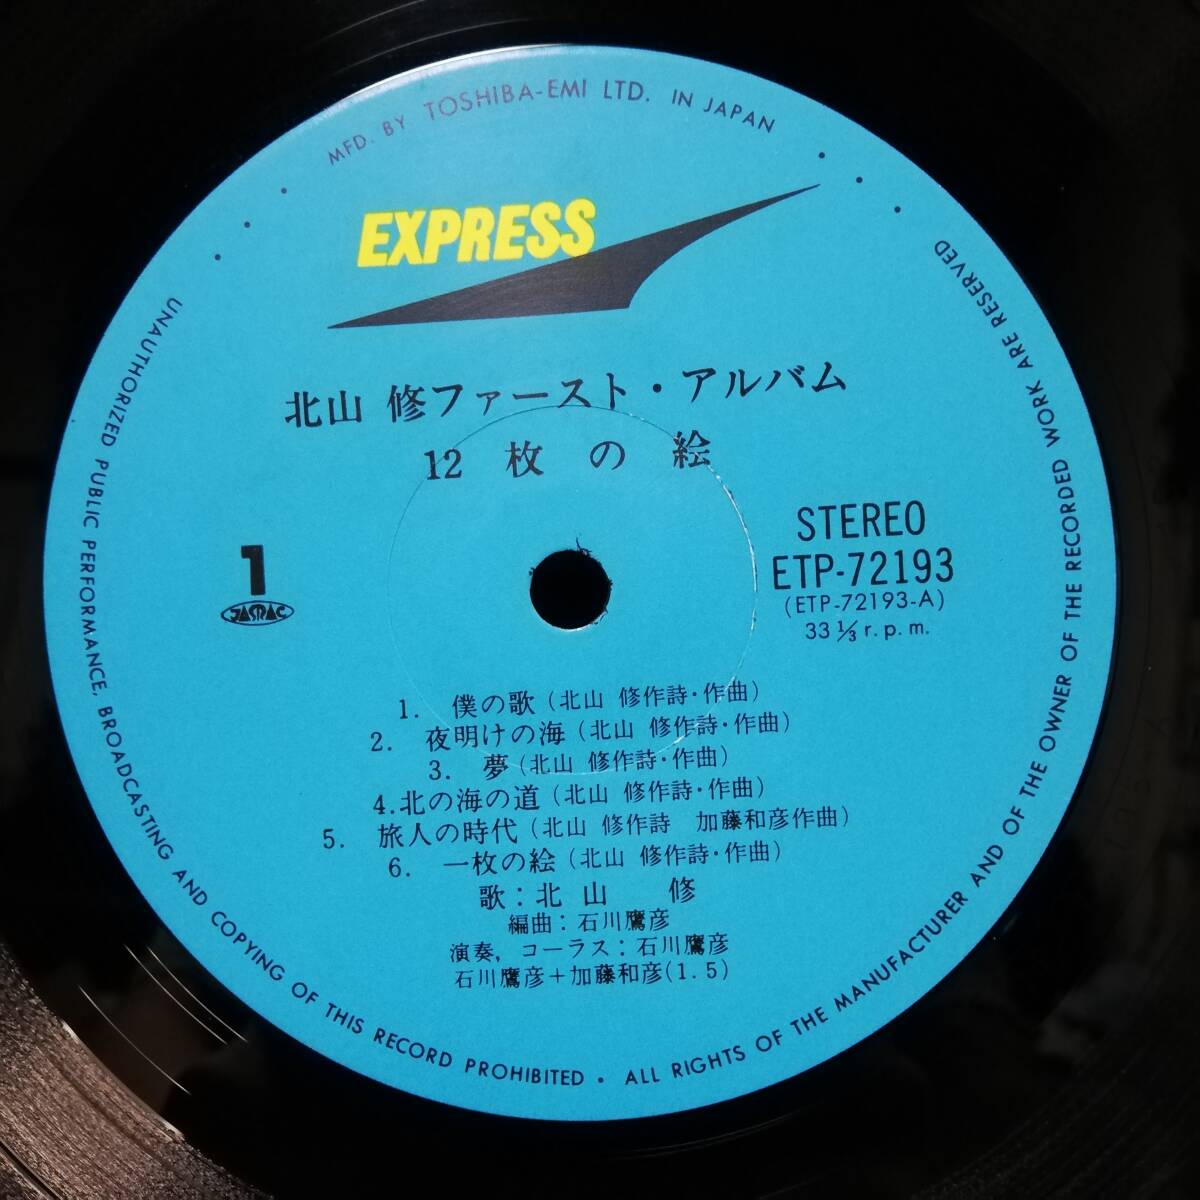 MFD. BY TOSHIBA-EMI LTD. IN JAPAN
EXPRESS
北山 修ファースト・アルバム
12 枚の絵
STEREO
ETP-72193
(ETP-72193-A)
33 1/3 r.p.m.
1
JASRAC
1. 僕の歌(北山 修作詩・作曲)
2. 夜明けの海(北山 修作詩・作曲)
3. 夢(北山 修作詩・作曲)
4.北の海の道(北山 修作詩・作曲)
5. 旅人の時代(北山 修作詩 加藤和彦作曲)
6. 一枚の絵(北山 修作詩・作曲)
歌:北山 修
編曲:石川鷹彦
演奏,コーラス:石川鷹彦
石川鷹彦+加藤和彦(1.5)
UNAUTHORIZED PUBLIC PERFORMANCE, BROADCASTING AND COPYING OF THIS RECORD PROHIBITED • ALL RIGHTS OF THE MANUFACTURER AND OF THE OWNER OF THE RECORDED WORK ARE RESERVED